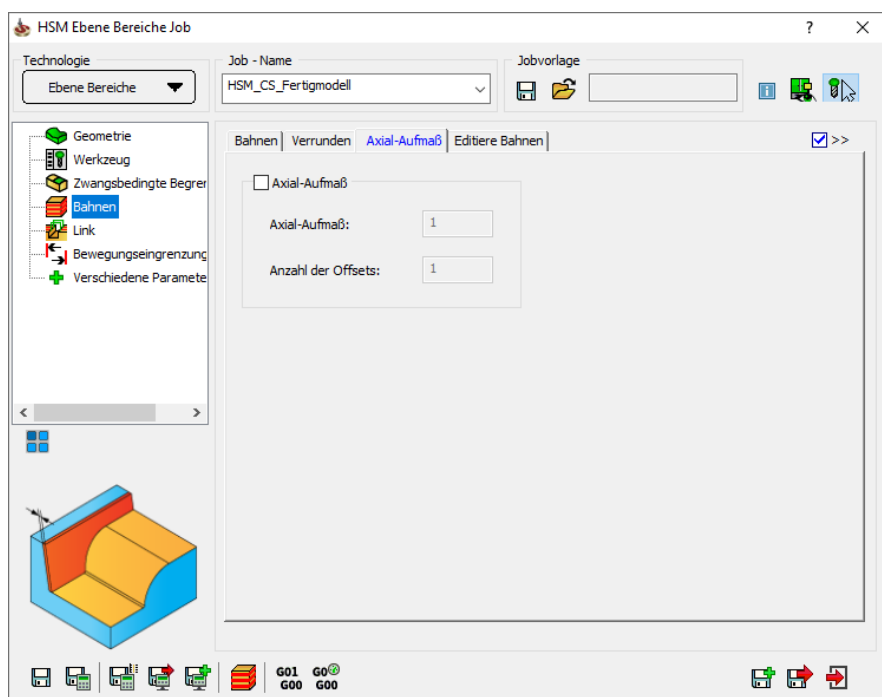 HSM Ebene Bereiche Job ?
Technologie Job - Name Jobvorlage
Ebene Bereiche HSM_CS_Fertigmodell
Geometrie
Werkzeug
Zwangsbedingte Begrer
Bahnen
Link
Bewegungseingrenzung
Verschiedene Paramete
Bahnen Verrunden Axial-Aufmaß Editiere Bahnen >>
Axial-Aufmaß
Axial-Aufmaß: 1
Anzahl der Offsets: 1
G01 G0
G00 G00